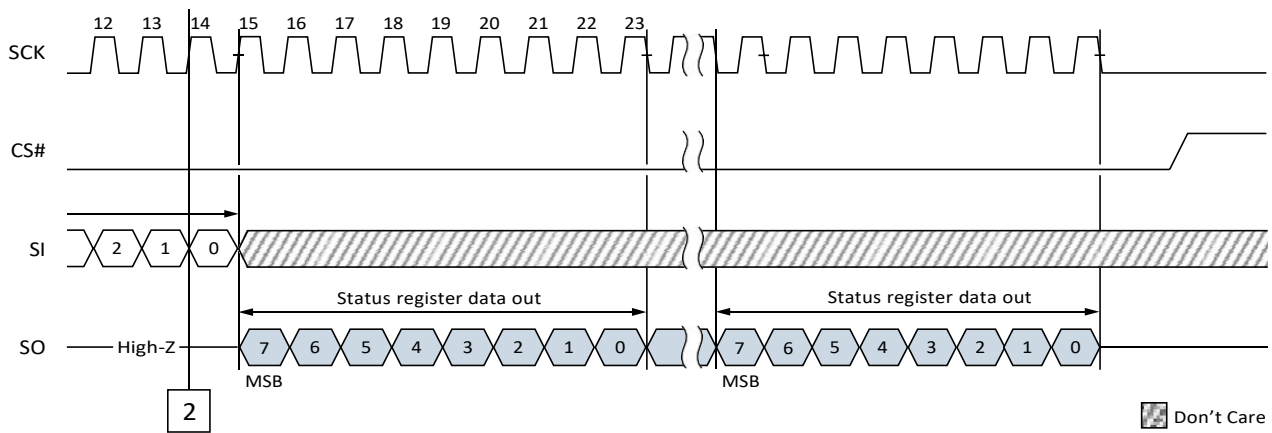 12 13 14 15 16 17 18 19 20 21 22 23
SCK
CS#
SI 2 1 0
Status register data out Status register data out
SO High-Z 7 6 5 4 3 2 1 0 7 6 5 4 3 2 1 0
MSB MSB
2
Don't Care